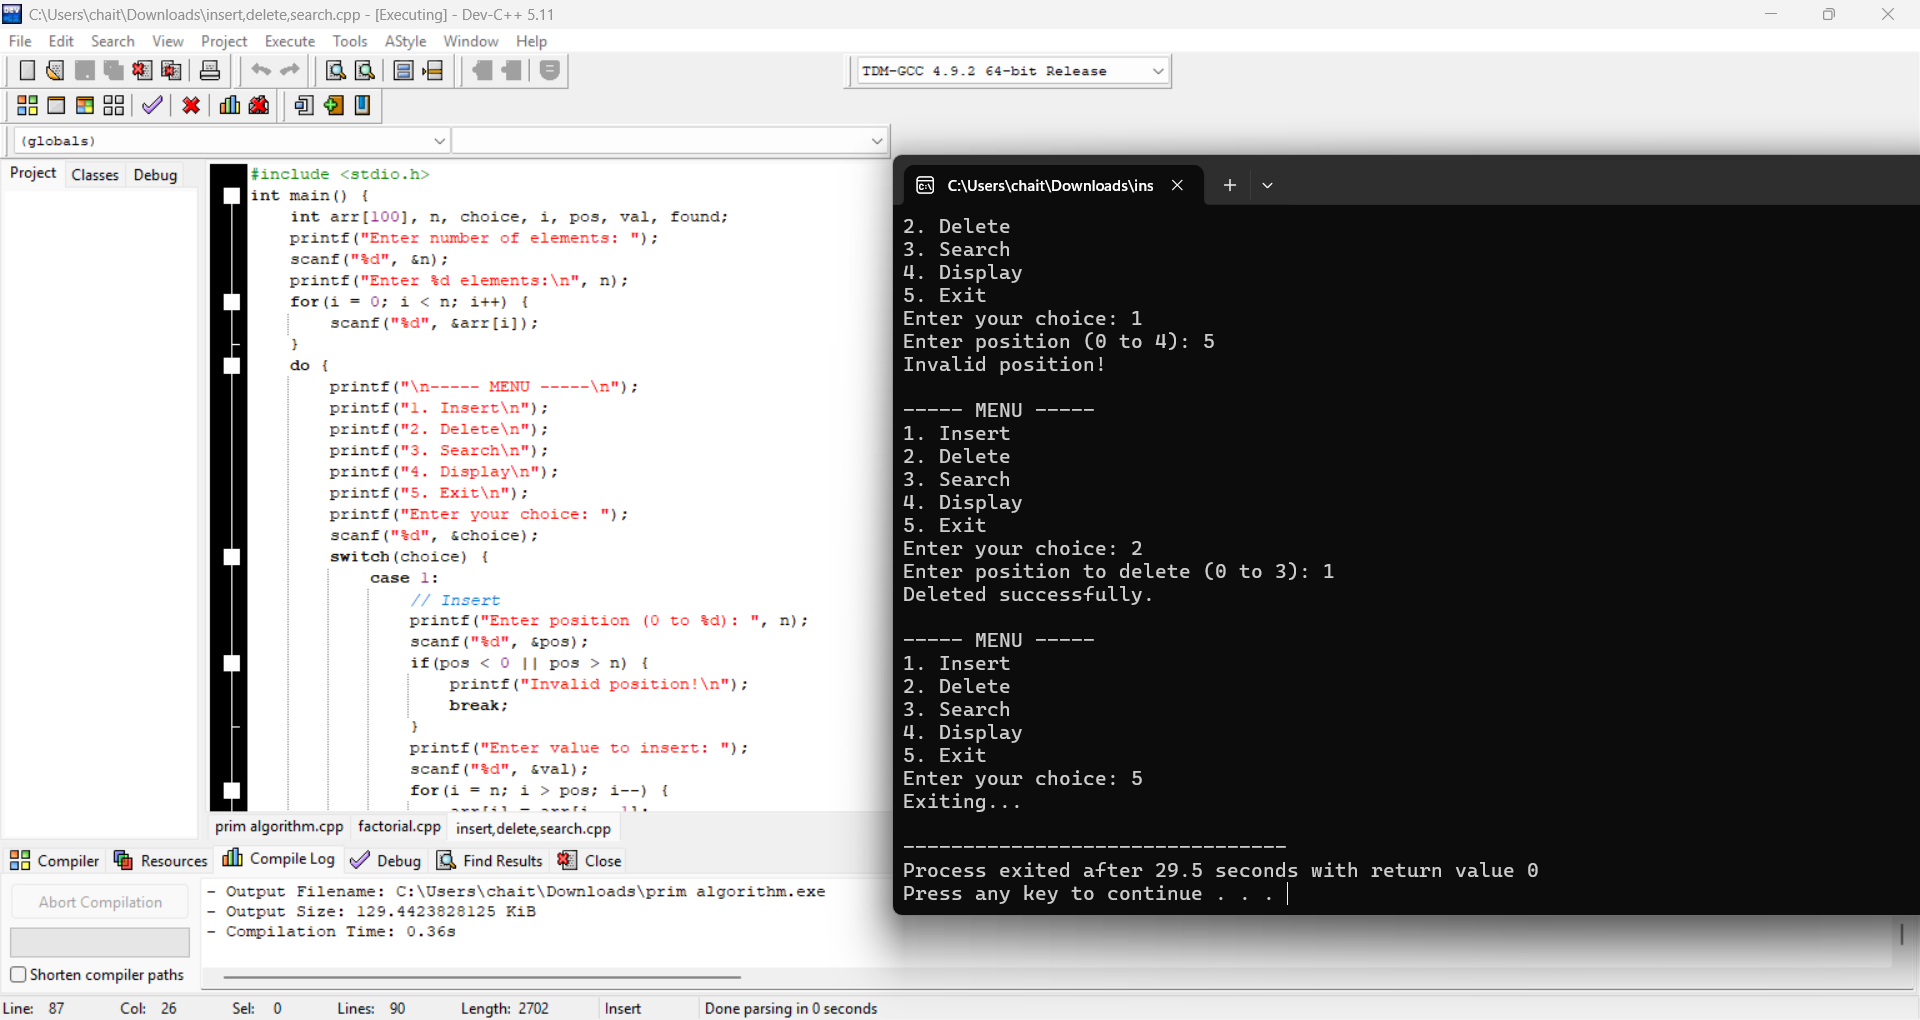 C:\Users\chait\Downloads\insert,delete,search.cpp - [Executing] - Dev-C++ 5.11
File Edit Search View Project Execute Tools AStyle Window Help
TDM-GCC 4.9.2 64-bit Release
(globals)
Project Classes Debug
#include <stdio.h>
int main() {
int arr[100], n, choice, i, pos, val, found;
printf("Enter number of elements: ");
scanf("%d", &n);
printf("Enter %d elements:\n", n);
for(i = 0; i < n; i++) {
scanf("%d", &arr[i]);
}
do {
printf("\n----- MENU -----\n");
printf("1. Insert\n");
printf("2. Delete\n");
printf("3. Search\n");
printf("4. Display\n");
printf("5. Exit\n");
printf("Enter your choice: ");
scanf("%d", &choice);
switch(choice) {
case 1:
// Insert
printf("Enter position (0 to %d): ", n);
scanf("%d", &pos);
if(pos < 0 || pos > n) {
printf("Invalid position!\n");
break;
}
printf("Enter value to insert: ");
scanf("%d", &val);
for(i = n; i > pos; i--) {
prim algorithm.cpp factorial.cpp insert,delete,search.cpp
C:\Users\chait\Downloads\ins
2. Delete
3. Search
4. Display
5. Exit
Enter your choice: 1
Enter position (0 to 4): 5
Invalid position!
----- MENU -----
1. Insert
2. Delete
3. Search
4. Display
5. Exit
Enter your choice: 2
Enter position to delete (0 to 3): 1
Deleted successfully.
----- MENU -----
1. Insert
2. Delete
3. Search
4. Display
5. Exit
Enter your choice: 5
Exiting...
--------------------------------
Process exited after 29.5 seconds with return value 0
Press any key to continue . . .
Compiler Resources Compile Log Debug Find Results Close
Abort Compilation
Shorten compiler paths
- Output Filename: C:\Users\chait\Downloads\prim algorithm.exe
- Output Size: 129.4423828125 KiB
- Compilation Time: 0.36s
Line: 87 Col: 26 Sel: 0 Lines: 90 Length: 2702 Insert Done parsing in 0 seconds